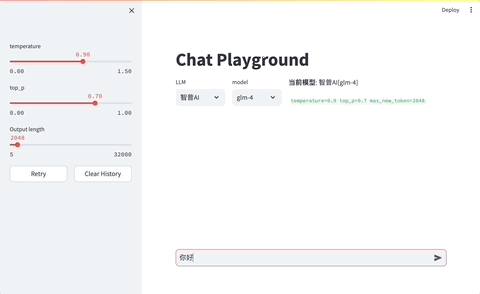 Deploy
temperature
0.90
0.00 1.50
top_p
0.70
0.00 1.00
Output length
2048
5 32000
Retry Clear History
Chat Playground
LLM model
智普AI glm-4
当前模型: 智普AI[glm-4]
temperature=0.9 top_p=0.7 max_new_token=2048
你好